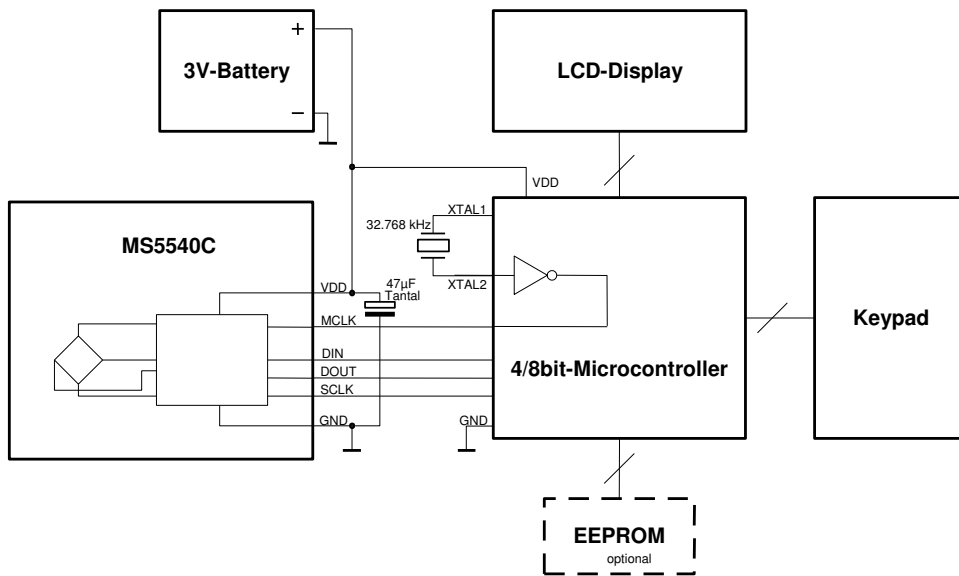 +
3V-Battery
−
LCD-Display
VDD
MS5540C
XTAL1
32.768 kHz
XTAL2
47µF
Tantal
VDD
MCLK
DIN
DOUT
SCLK
GND
GND
4/8bit-Microcontroller
Keypad
EEPROM
optional